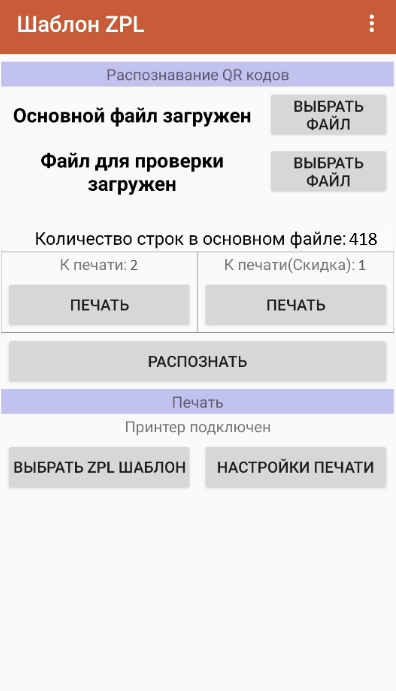 Шаблон ZPL
Распознавание QR кодов
Основной файл загружен
ВЫБРАТЬ
ФАЙЛ
Файл для проверки
загружен
ВЫБРАТЬ
ФАЙЛ
Количество строк в основном файле: 418
К печати: 2
К печати(Скидка): 1
ПЕЧАТЬ
ПЕЧАТЬ
РАСПОЗНАТЬ
Печать
Принтер подключен
ВЫБРАТЬ ZPL ШАБЛОН
НАСТРОЙКИ ПЕЧАТИ